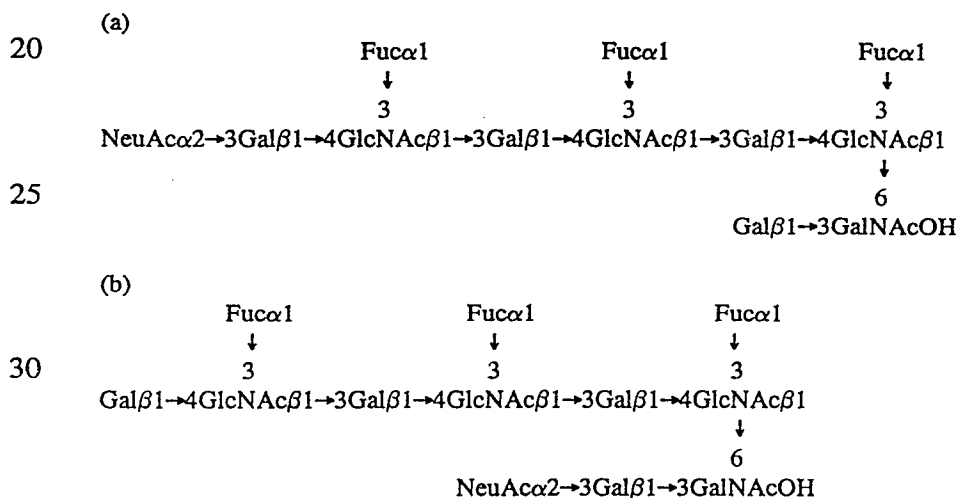 (a)
20 Fucα1 Fucα1 Fucα1
↓ ↓ ↓
3 3 3
NeuAcα2→3Galβ1→4GlcNAcβ1→3Galβ1→4GlcNAcβ1→3Galβ1→4GlcNAcβ1
↓
25 6
Galβ1→3GalNAcOH
(b)
Fucα1 Fucα1 Fucα1
↓ ↓ ↓
30 3 3 3
Galβ1→4GlcNAcβ1→3Galβ1→4GlcNAcβ1→3Galβ1→4GlcNAcβ1
↓
6
NeuAcα2→3Galβ1→3GalNAcOH